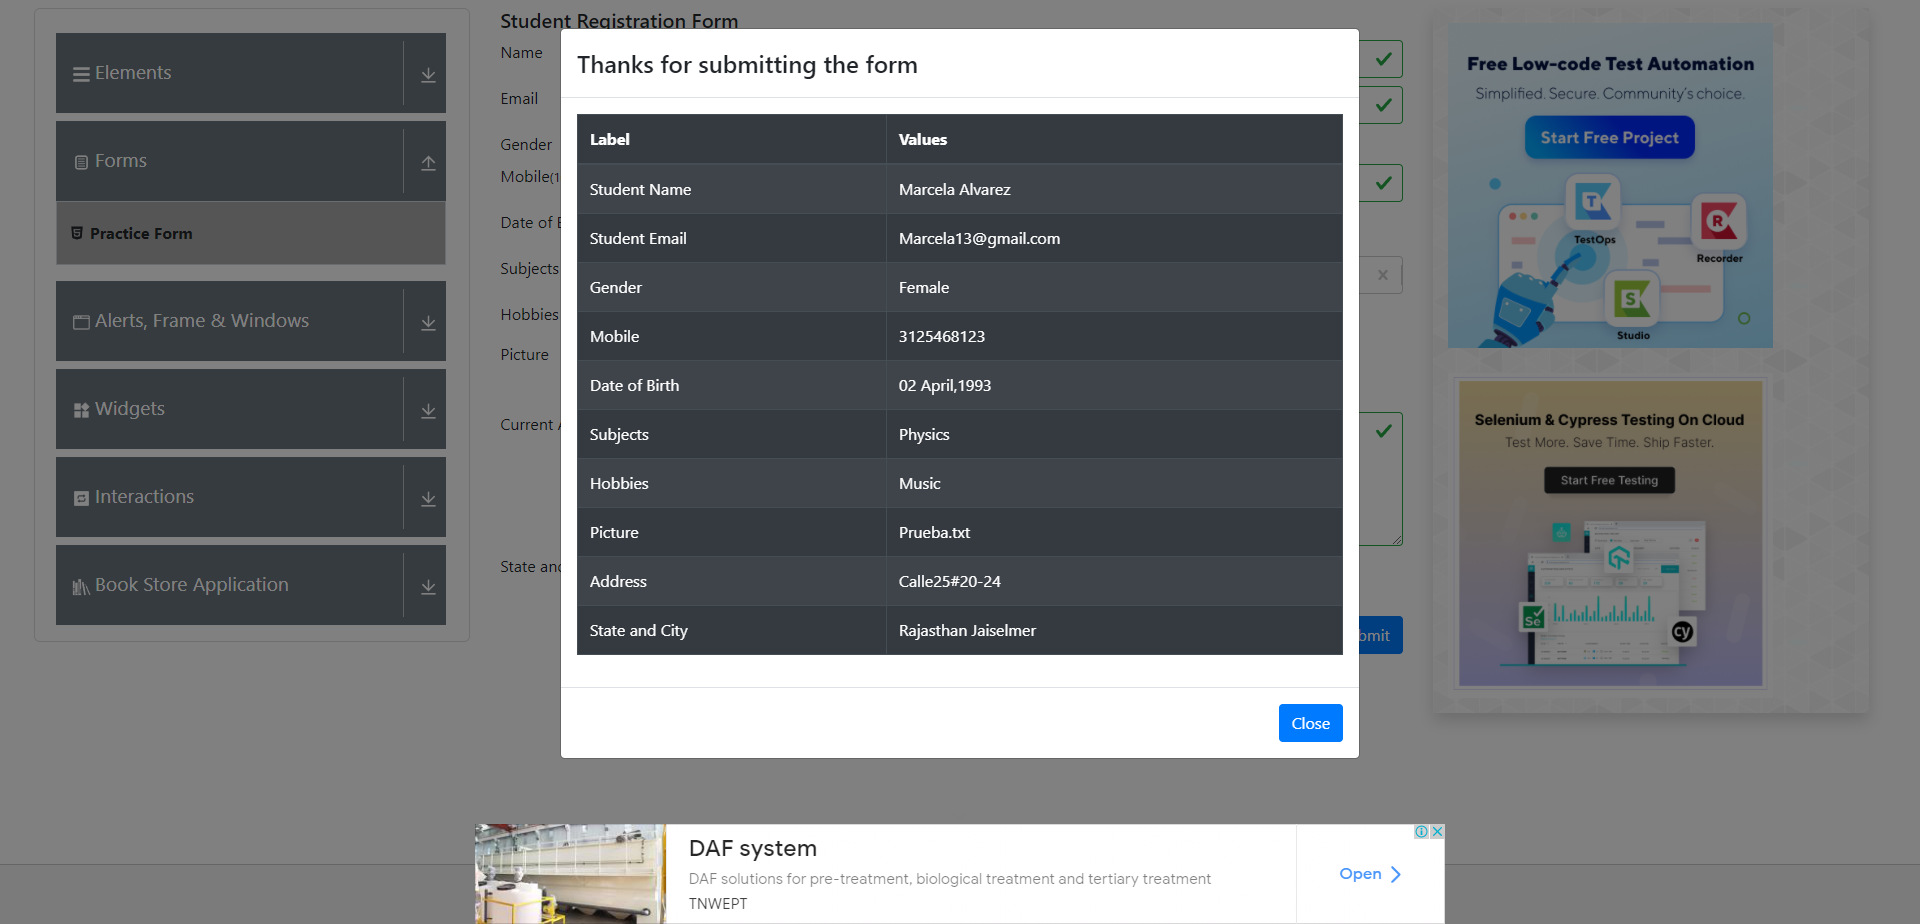 Elements
Forms
Practice Form
Alerts, Frame & Windows
Widgets
Interactions
Book Store Application
Student Registration Form
Name
Email
Gender
Mobile(1
Date of B
Subjects
Hobbies
Picture
Current A
State and
bmit
Thanks for submitting the form
Label Values
Student Name Marcela Alvarez
Student Email Marcela13@gmail.com
Gender Female
Mobile 3125468123
Date of Birth 02 April,1993
Subjects Physics
Hobbies Music
Picture Prueba.txt
Address Calle25#20-24
State and City Rajasthan Jaiselmer
Close
Free Low-code Test Automation
Simplified. Secure. Community's choice.
Start Free Project
T
TestOps
R
Recorder
S
Studio
Selenium & Cypress Testing On Cloud
Test More. Save Time. Ship Faster.
Start Free Testing
Se
cy
DAF system
DAF solutions for pre-treatment, biological treatment and tertiary treatment
TNWEPT
Open